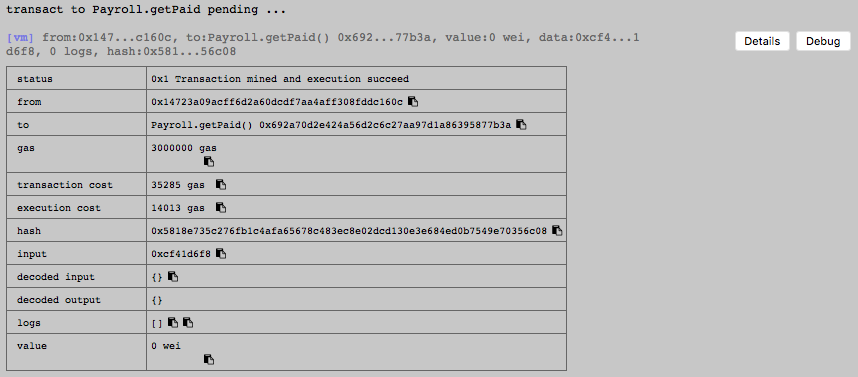 transact to Payroll.getPaid pending ...
[vm] from:0x147...c160c, to:Payroll.getPaid() 0x692...77b3a, value:0 wei, data:0xcf4...1
d6f8, 0 logs, hash:0x581...56c08
Details
Debug
status 0x1 Transaction mined and execution succeed
from 0x14723a09acff6d2a60dcdf7aa4aff308fddc160c
to Payroll.getPaid() 0x692a70d2e424a56d2c6c27aa97d1a86395877b3a
gas 3000000 gas
transaction cost 35285 gas
execution cost 14013 gas
hash 0x5818e735c276fb1c4afa65678c483ec8e02dcd130e3e684ed0b7549e70356c08
input 0xcf41d6f8
decoded input {}
decoded output {}
logs []
value 0 wei